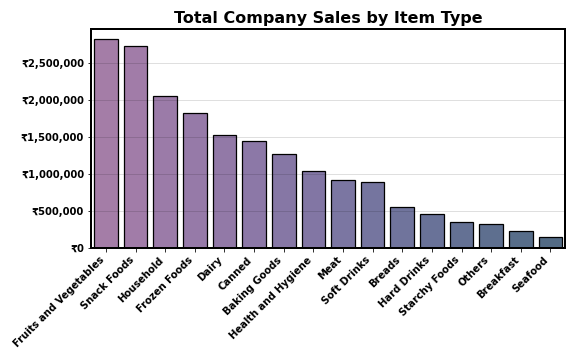 Total Company Sales by Item Type
₹2,500,000
₹2,000,000
₹1,500,000
₹1,000,000
₹500,000
₹0
Fruits and Vegetables
Snack Foods
Household
Frozen Foods
Dairy
Canned
Baking Goods
Health and Hygiene
Meat
Soft Drinks
Breads
Hard Drinks
Starchy Foods
Others
Breakfast
Seafood